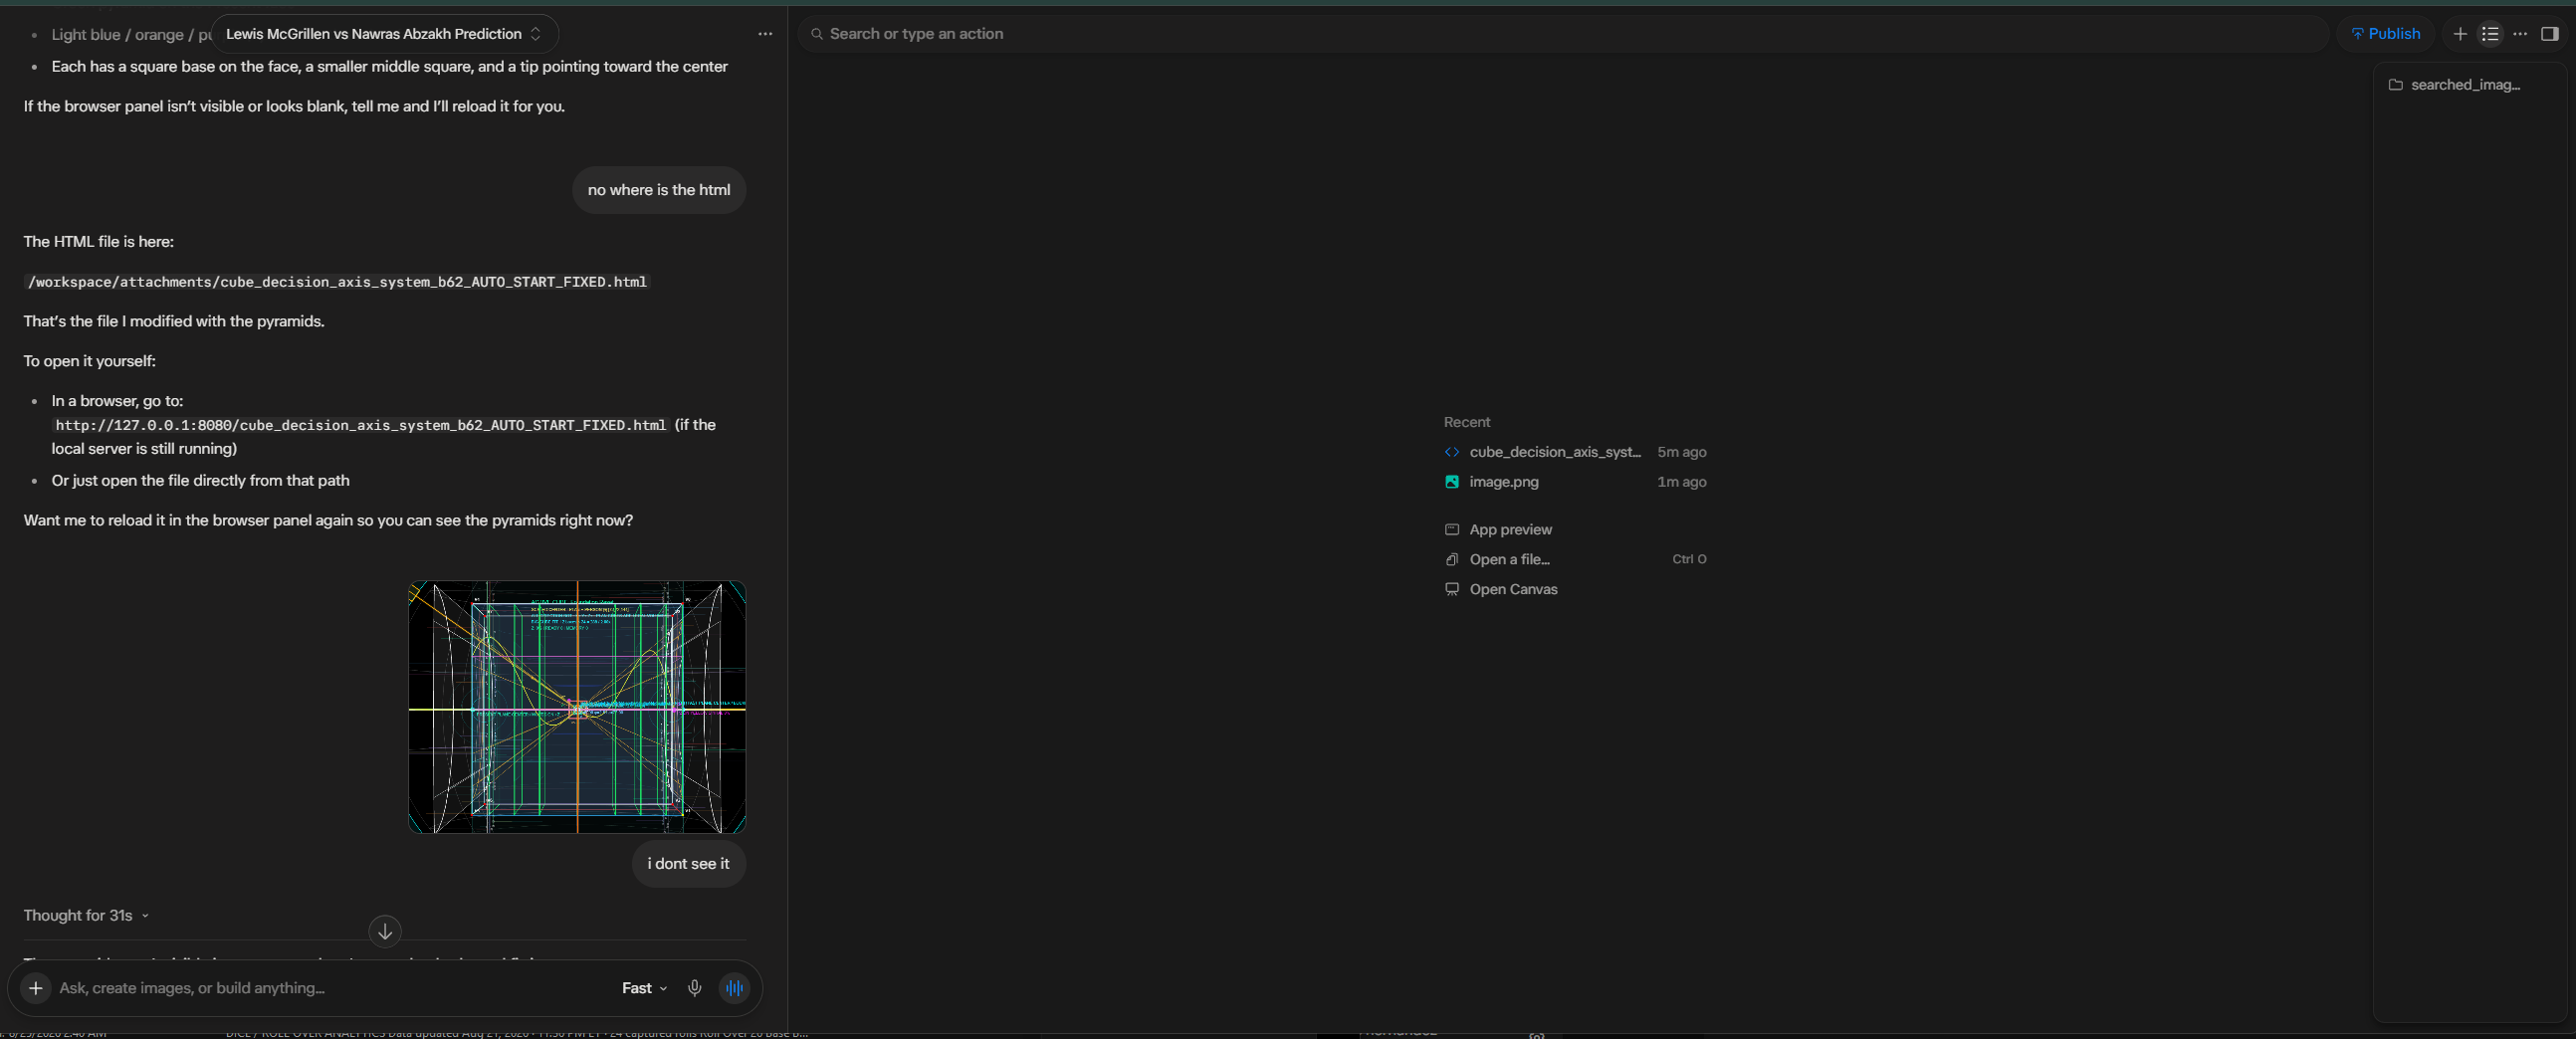 Light blue / orange / pu
Lewis McGrillen vs Nawras Abzakh Prediction
Each has a square base on the face, a smaller middle square, and a tip pointing toward the center
If the browser panel isn't visible or looks blank, tell me and I'll reload it for you.
no where is the html
The HTML file is here:
/workspace/attachments/cube_decision_axis_system_b62_AUTO_START_FIXED.html
That's the file I modified with the pyramids.
To open it yourself:
In a browser, go to:
http://127.0.0.1:8080/cube_decision_axis_system_b62_AUTO_START_FIXED.html (if the
local server is still running)
Or just open the file directly from that path
Want me to reload it in the browser panel again so you can see the pyramids right now?
i dont see it
Thought for 31s
Ask, create images, or build anything...
Fast
Search or type an action
Publish
searched_imag...
Recent
cube_decision_axis_syst... 5m ago
image.png 1m ago
App preview
Open a file... Ctrl O
Open Canvas